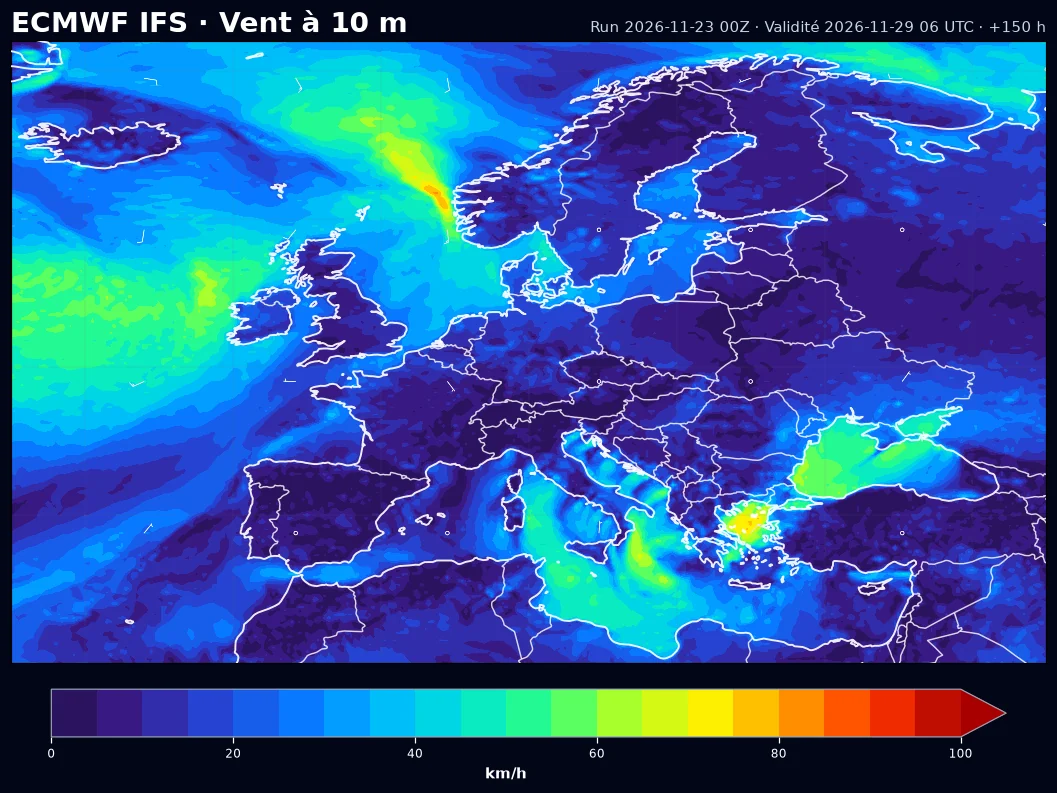 ECMWF IFS · Vent à 10 m
Run 2026-11-23 00Z · Validité 2026-11-29 06 UTC · +150 h
0 20 40 60 80 100
km/h